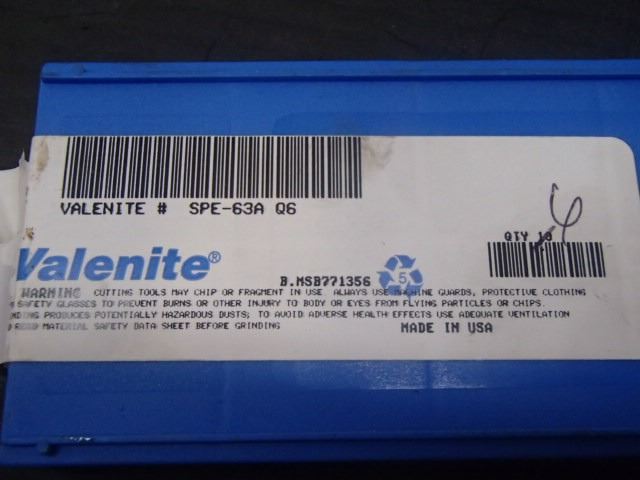 VALENITE # SPE-63A Q6
QTY 10
4
Valenite®
B.MSB771356
5
WARNING CUTTING TOOLS MAY CHIP OR FRAGMENT IN USE. ALWAYS USE MACHINE GUARDS, PROTECTIVE CLOTHING
SAFETY GLASSES TO PREVENT BURNS OR OTHER INJURY TO BODY OR EYES FROM FLYING PARTICLES OR CHIPS.
NDING PRODUCES POTENTIALLY HAZARDOUS DUSTS; TO AVOID ADVERSE HEALTH EFFECTS USE ADEQUATE VENTILATION
READ MATERIAL SAFETY DATA SHEET BEFORE GRINDING
MADE IN USA